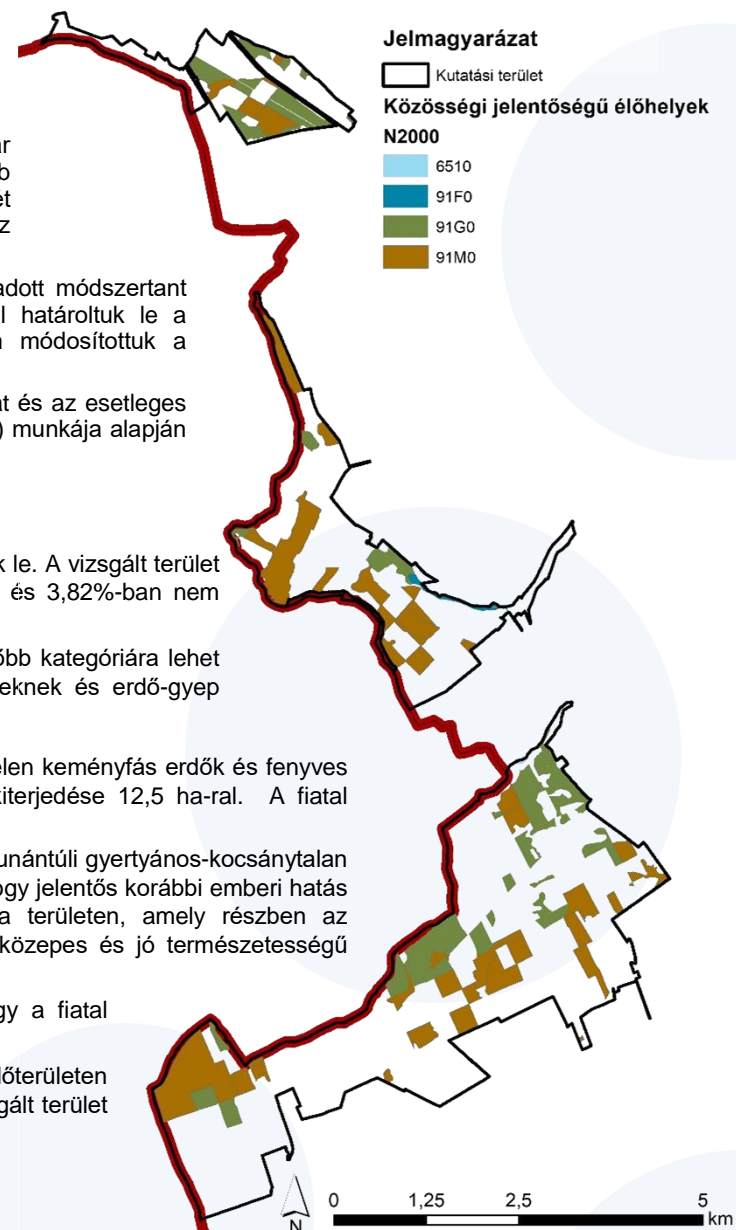 Jelmagyarázat
Kutatási terület
Közösségi jelentőségű élőhelyek
N2000
6510
91F0
91G0
91M0
adott módszertant
l határoltuk le a
módosítottuk a
at és az esetleges
) munkája alapján
k le. A vizsgált terület
és 3,82%-ban nem
őbb kategóriára lehet
eknek és erdő-gyep
elen keményfás erdők és fenyves
kiterjedése 12,5 ha-ral. A fiatal
unántúli gyertyános-kocsánytalan
ogy jelentős korábbi emberi hatás
a területen, amely részben az
közepes és jó természetességű
gy a fiatal
lőterületen
gált terület
N
0 1,25 2,5 5
km